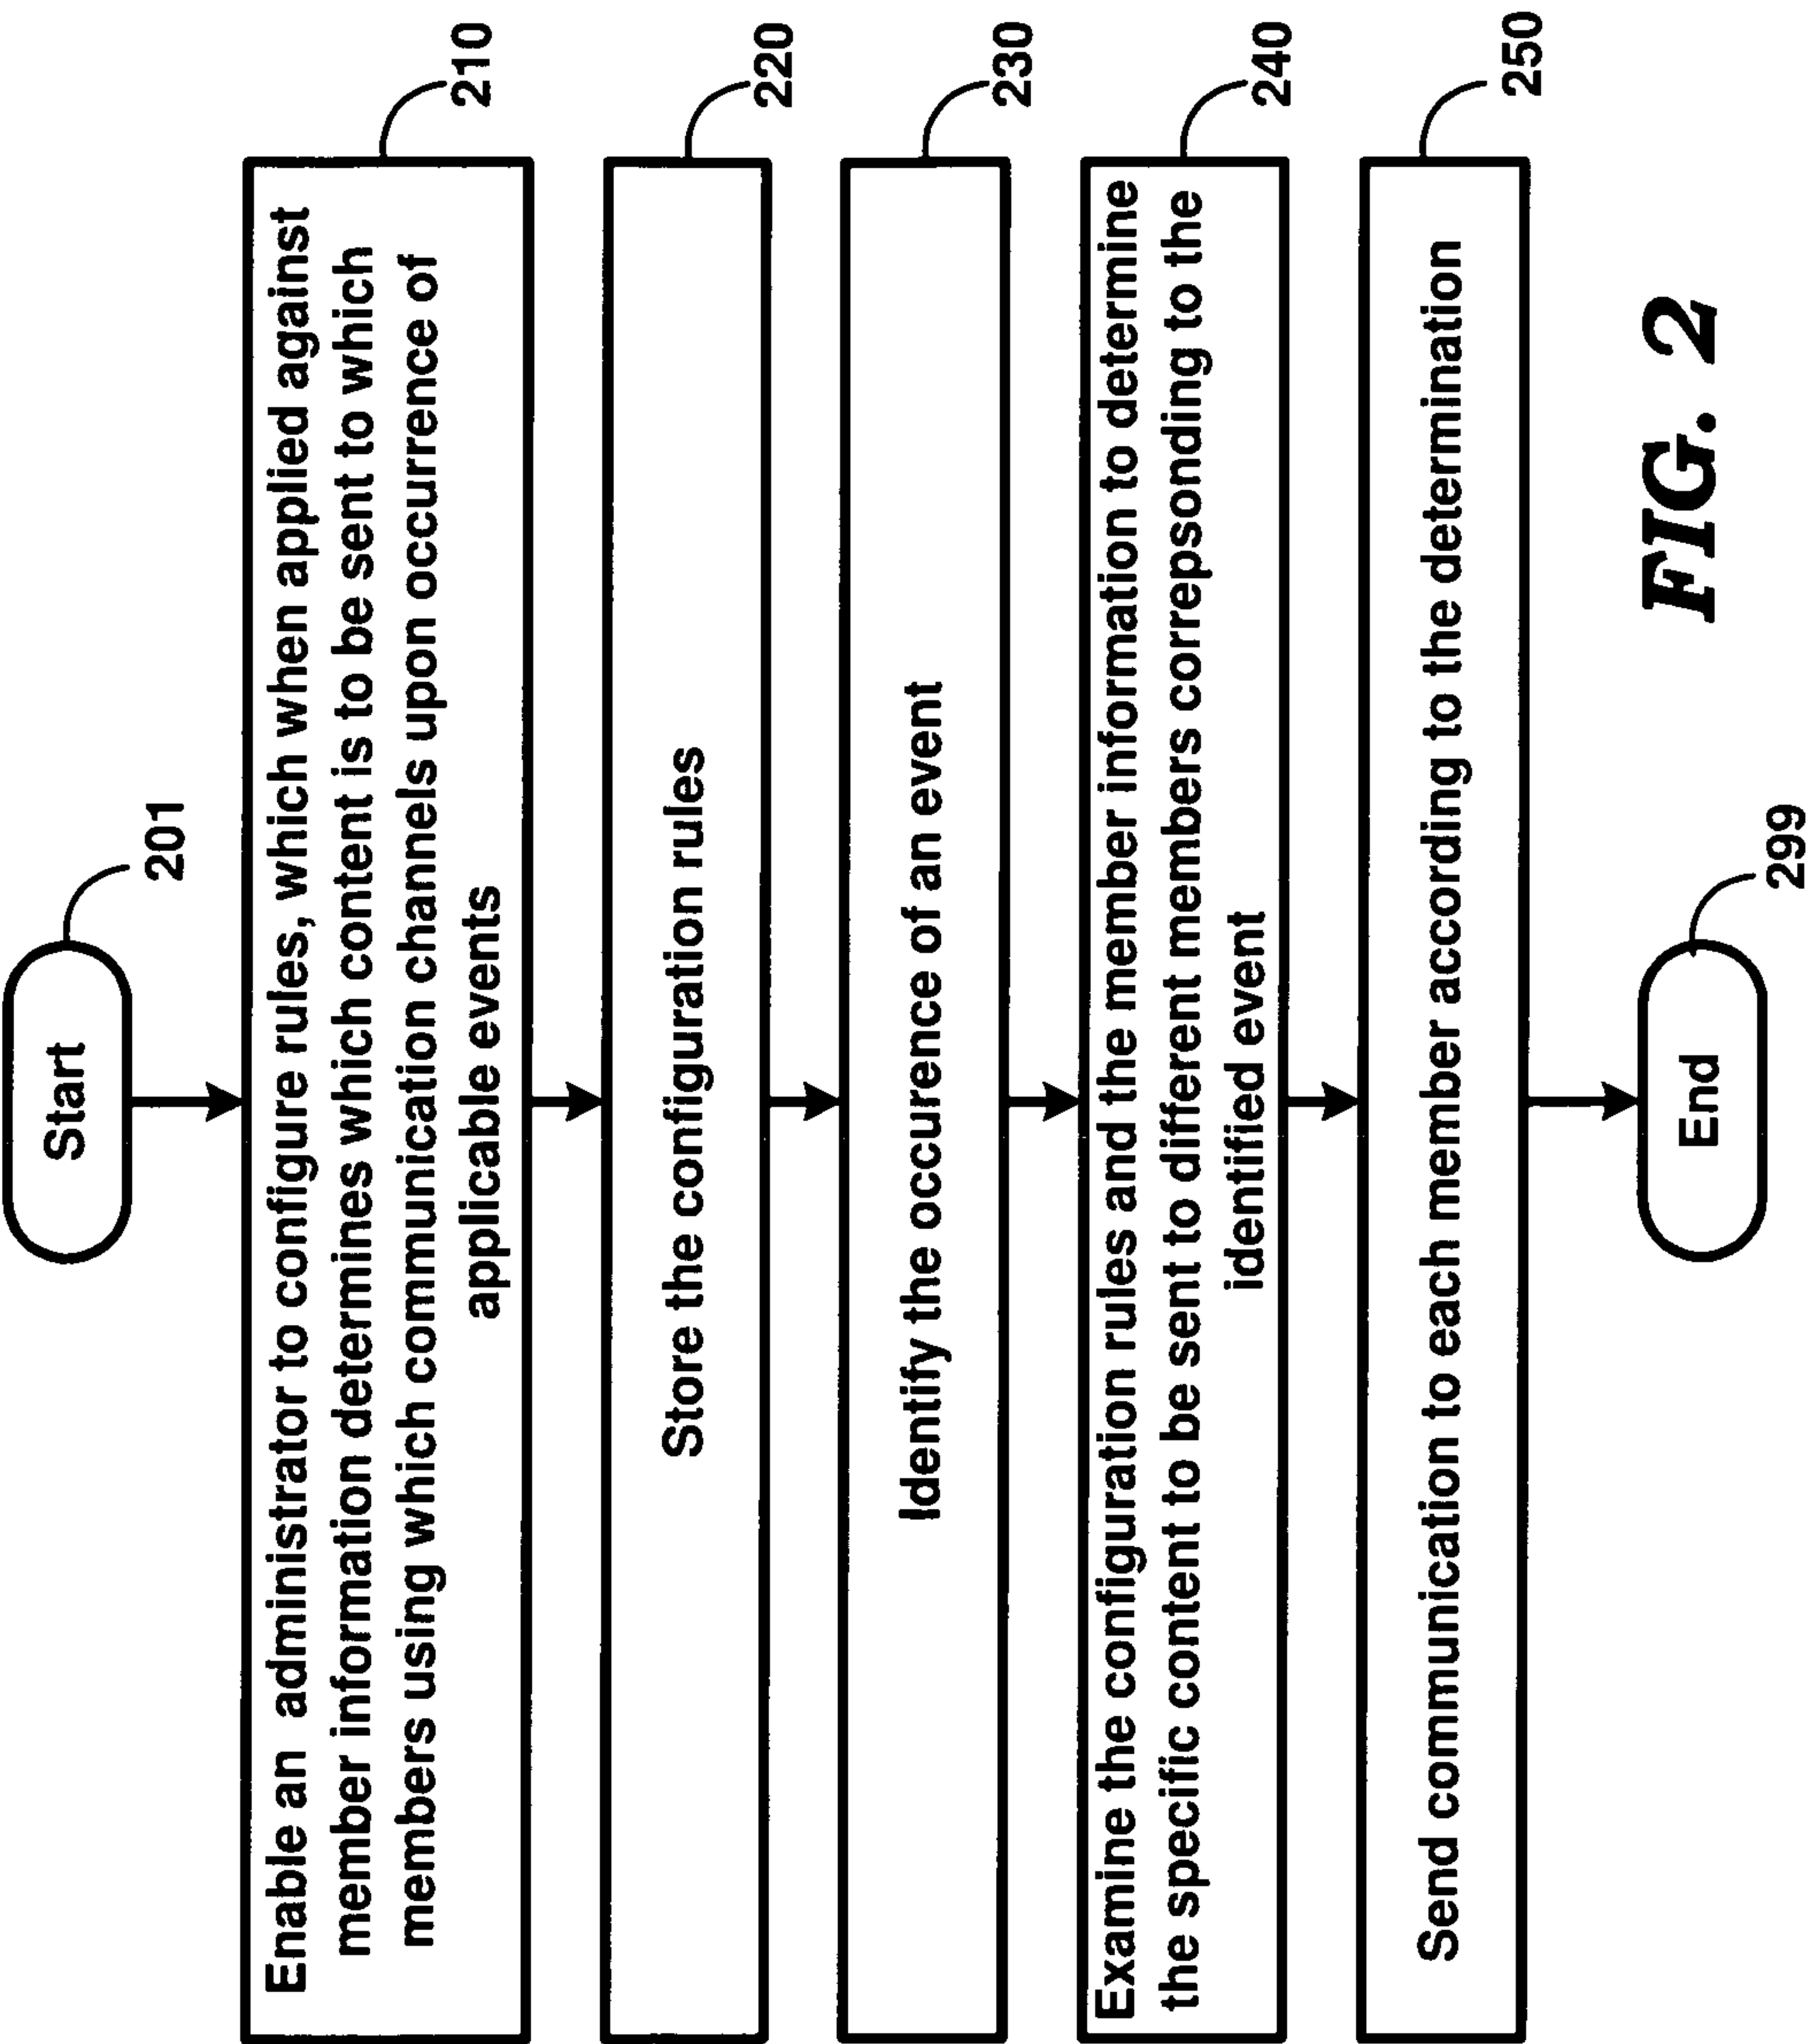 Start
201
Enable an administrator to configure rules, which when applied against
member information determines which content is to be sent to which
members using which communication channels upon occurrence of
applicable events
210
Store the configuration rules
220
Identify the occurence of an event
230
Examine the configuration rules and the member information to determine
the specific content to be sent to different members correpsonding to the
identified event
240
Send communication to each member according to the determination
250
End
299
FIG. 2